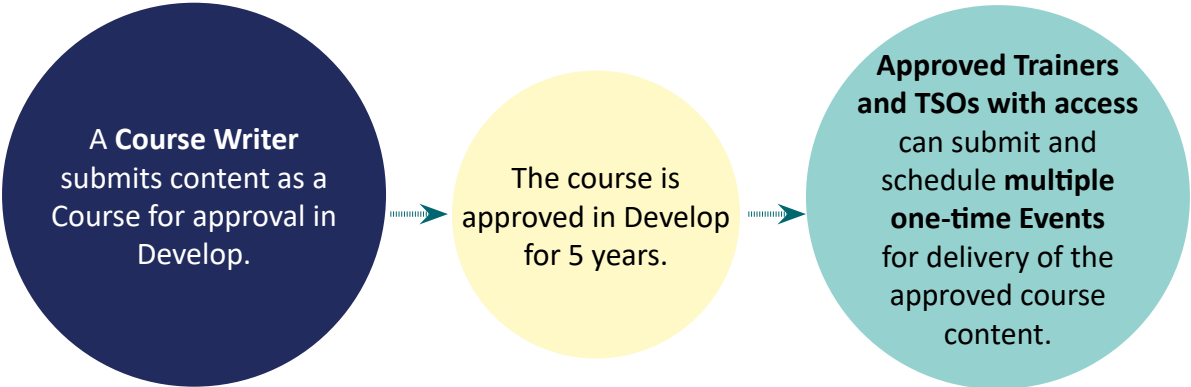 A Course Writer
submits content as a
Course for approval in
Develop.
The course is
approved in Develop
for 5 years.
Approved Trainers
and TSOs with access
can submit and
schedule multiple
one-time Events
for delivery of the
approved course
content.